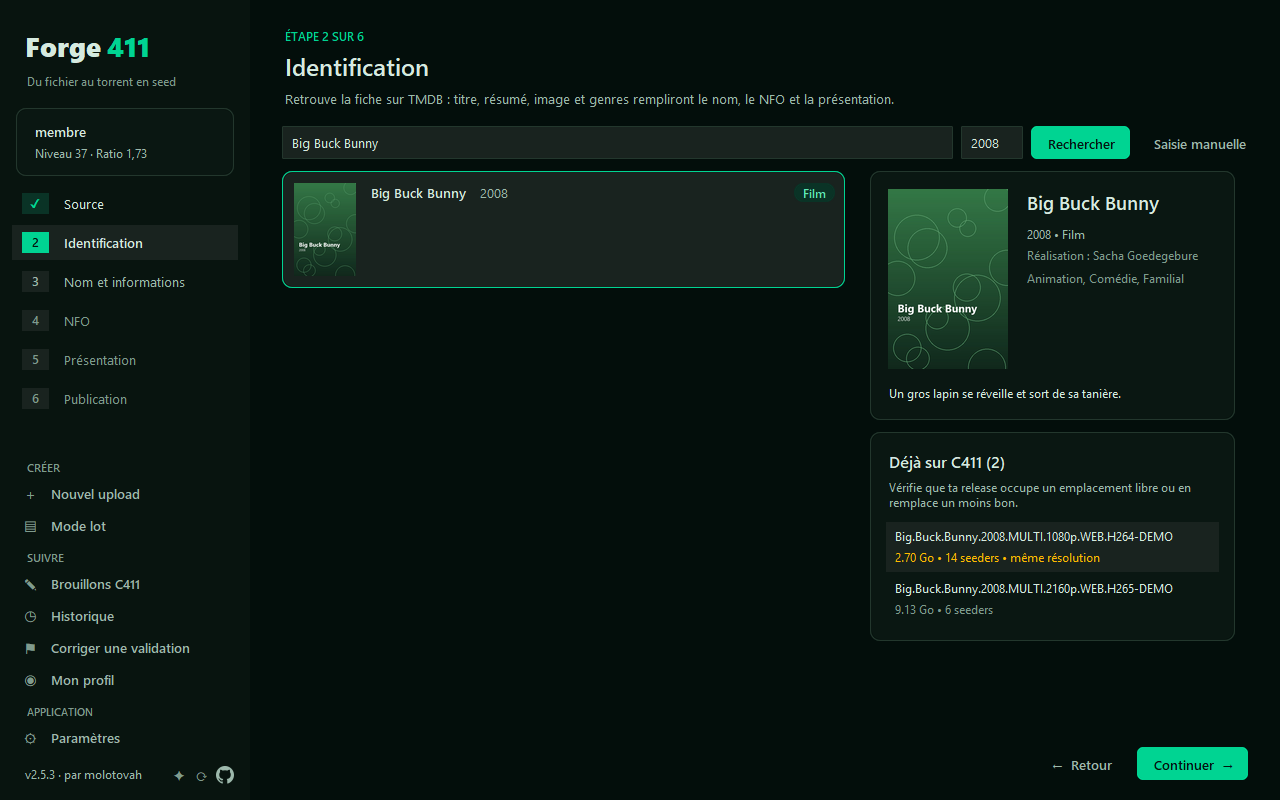 Forge 411
Du fichier au torrent en seed
membre
Niveau 37 · Ratio 1,73
✓ Source
2 Identification
3 Nom et informations
4 NFO
5 Présentation
6 Publication
CRÉER
+ Nouvel upload
Mode lot
SUIVRE
Brouillons C411
Historique
Corriger une validation
Mon profil
APPLICATION
Paramètres
v2.5.3 · par molotovah
ÉTAPE 2 SUR 6
Identification
Retrouve la fiche sur TMDB : titre, résumé, image et genres rempliront le nom, le NFO et la présentation.
Big Buck Bunny 2008 Rechercher Saisie manuelle
Big Buck Bunny 2008 Film
Big Buck Bunny
2008
Big Buck Bunny
2008 • Film
Réalisation : Sacha Goedegebure
Animation, Comédie, Familial
Big Buck Bunny
2008
Un gros lapin se réveille et sort de sa tanière.
Déjà sur C411 (2)
Vérifie que ta release occupe un emplacement libre ou en
remplace un moins bon.
Big.Buck.Bunny.2008.MULTI.1080p.WEB.H264-DEMO
2.70 Go • 14 seeders • même résolution
Big.Buck.Bunny.2008.MULTI.2160p.WEB.H265-DEMO
9.13 Go • 6 seeders
← Retour Continuer →